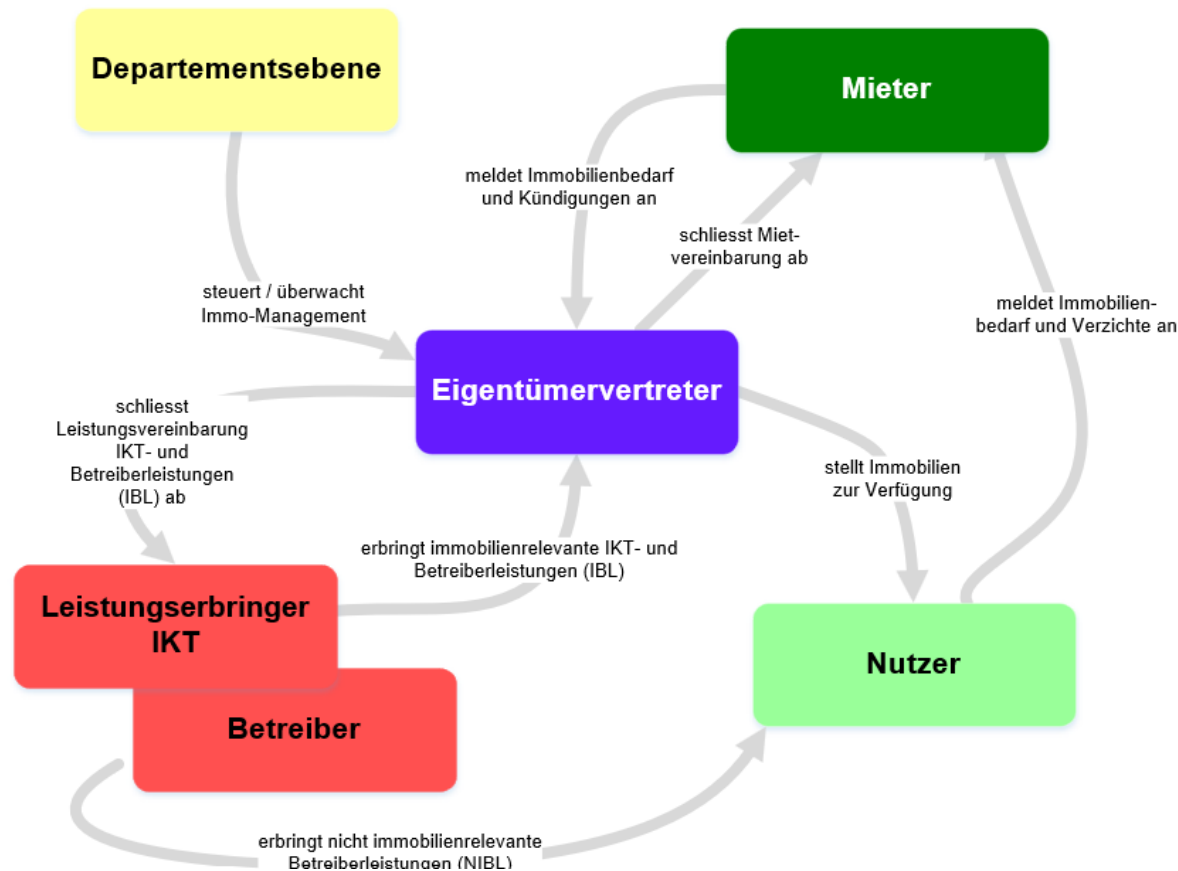 Departementsebene
Mieter
meldet Immobilienbedarf
und Kündigungen an
schliesst Miet-
vereinbarung ab
steuert / überwacht
Immo-Management
meldet Immobilien-
bedarf und Verzichte an
Eigentümervertreter
schliesst
Leistungsvereinbarung
IKT- und
Betreiberleistungen
(IBL) ab
stellt Immobilien
zur Verfügung
erbringt immobilienrelevante IKT- und
Betreiberleistungen (IBL)
Leistungserbringer
IKT
Nutzer
Betreiber
erbringt nicht immobilienrelevante
Betreiberleistungen (NIBL)